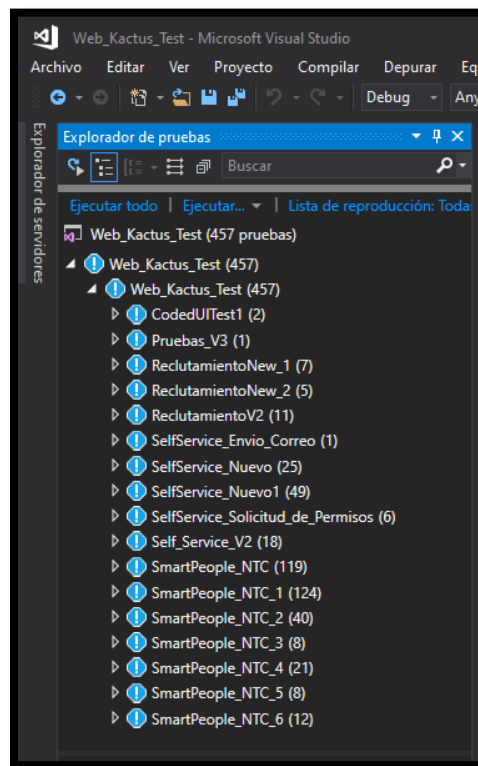 Web_Kactus_Test - Microsoft Visual Studio
Archivo Editar Ver Proyecto Compilar Depurar Eq
Debug Any
Explorador de servidores
Explorador de pruebas
Buscar
Ejecutar todo | Ejecutar... | Lista de reproducción: Toda
Web_Kactus_Test (457 pruebas)
Web_Kactus_Test (457)
Web_Kactus_Test (457)
CodedUITest1 (2)
Pruebas_V3 (1)
ReclutamientoNew_1 (7)
ReclutamientoNew_2 (5)
ReclutamientoV2 (11)
SelfService_Envio_Correo (1)
SelfService_Nuevo (25)
SelfService_Nuevo1 (49)
SelfService_Solicitud_de_Permisos (6)
Self_Service_V2 (18)
SmartPeople_NTC (119)
SmartPeople_NTC_1 (124)
SmartPeople_NTC_2 (40)
SmartPeople_NTC_3 (8)
SmartPeople_NTC_4 (21)
SmartPeople_NTC_5 (8)
SmartPeople_NTC_6 (12)